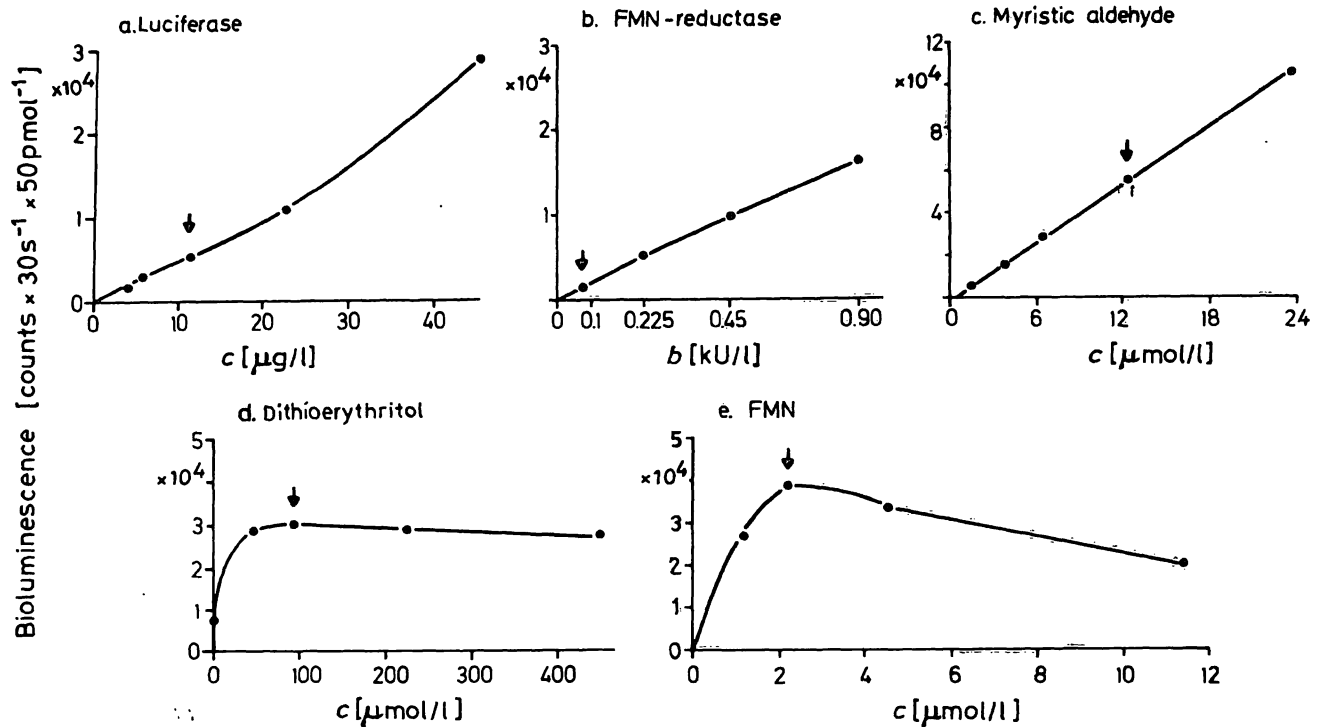 Bioluminescence [counts × 30s⁻¹ × 50pmol⁻¹]
a. Luciferase
3
×10⁴
2
1
0
0 10 20 30 40
c [µg/l]
b. FMN-reductase
3
×10⁴
2
1
0 0.1 0.225 0.45 0.90
b [kU/l]
c. Myristic aldehyde
12
×10⁴
8
4
0 6 12 18 24
c [µmol/l]
d. Dithioerythritol
5
×10⁴
3
2
1
0
0 100 200 300 400
c [µmol/l]
e. FMN
5
×10⁴
3
2
1
0
0 2 4 6 8 10 12
c [µmol/l]